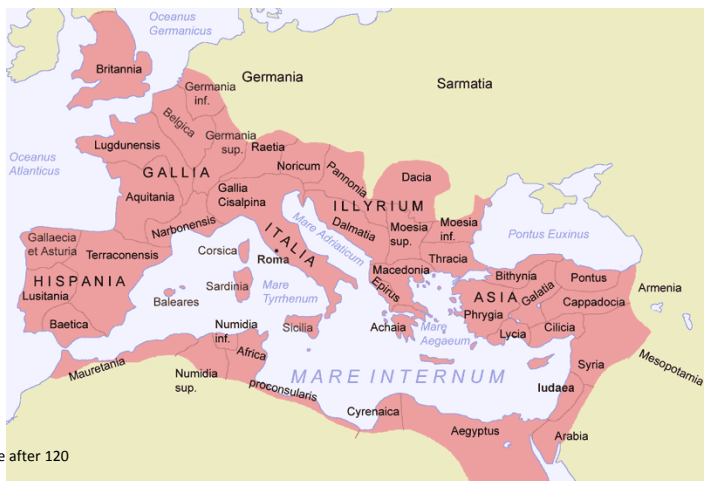 Oceanus
Germanicus
Britannia
Germania
Sarmatia
Germania
inf.
Belgica
Oceanus
Atlanticus
Lugdunensis
Germania
sup.
Raetia
GALLIA
Noricum
Pannonia
Dacia
Aquitania
Gallia
Cisalpina
ILLYRIUM
Dalmatia
Moesia
sup.
Moesia
inf.
Pontus Euxinus
Narbonensis
Mare Adriaticum
ITALIA
Gallaecia
et Asturia
Terraconensis
Corsica
Roma
Thracia
Macedonia
Bithynia
Pontus
HISPANIA
Lusitania
Sardinia
Mare
Tyrrhenum
Epirus
ASIA
Galatia
Armenia
Baleares
Phrygia
Cappadocia
Baetica
Numidia
inf.
Sicilia
Achaia
Mare
Aegaeum
Lycia
Cilicia
Africa
Mauretania
Numidia
sup.
proconsularis
MARE INTERNUM
Syria
Mesopotamia
Iudaea
Cyrenaica
Aegyptus
Arabia
after 120